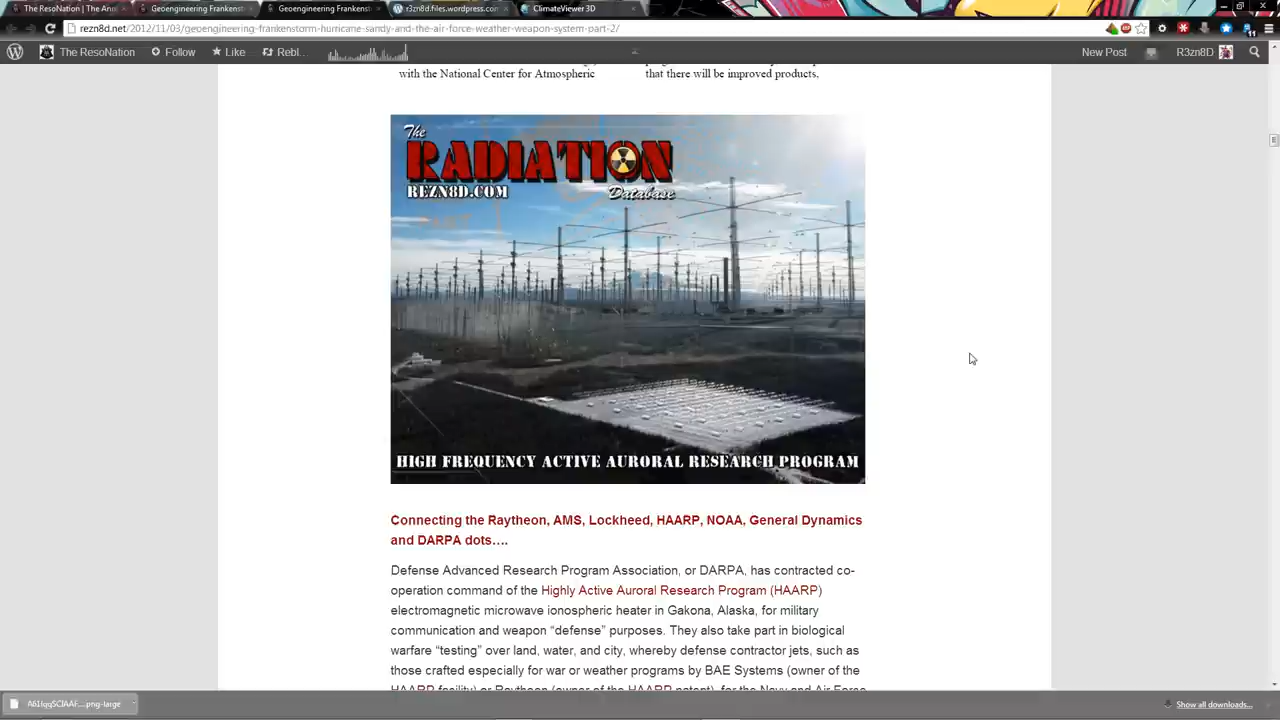 The ResoNation | The An
Geoengineering Frankenst
Geoengineering Frankenst
r3zn8d.files.wordpress.com
ClimateViewer 3D
rezn8d.net/2012/11/03/geoengineering-frankenstorm-hurricane-sandy-and-the-air-force-weather-weapon-system-part-2/
11
The ResoNation
Follow
Like
Rebl...
New Post
R3zn8D
with the National Center for Atmospheric
that there will be improved products.
The
RADIATION
REZN8D.COM
Database
HIGH FREQUENCY ACTIVE AURORAL RESEARCH PROGRAM
Connecting the Raytheon, AMS, Lockheed, HAARP, NOAA, General Dynamics
and DARPA dots….
Defense Advanced Research Program Association, or DARPA, has contracted co-
operation command of the Highly Active Auroral Research Program (HAARP)
electromagnetic microwave ionospheric heater in Gakona, Alaska, for military
communication and weapon “defense” purposes. They also take part in biological
warfare “testing” over land, water, and city, whereby defense contractor jets, such as
those crafted especially for war or weather programs by BAE Systems (owner of the
HAARP facility) or Raytheon (owner of the HAARP patent), for the Navy and Air Force
Show all downloads...